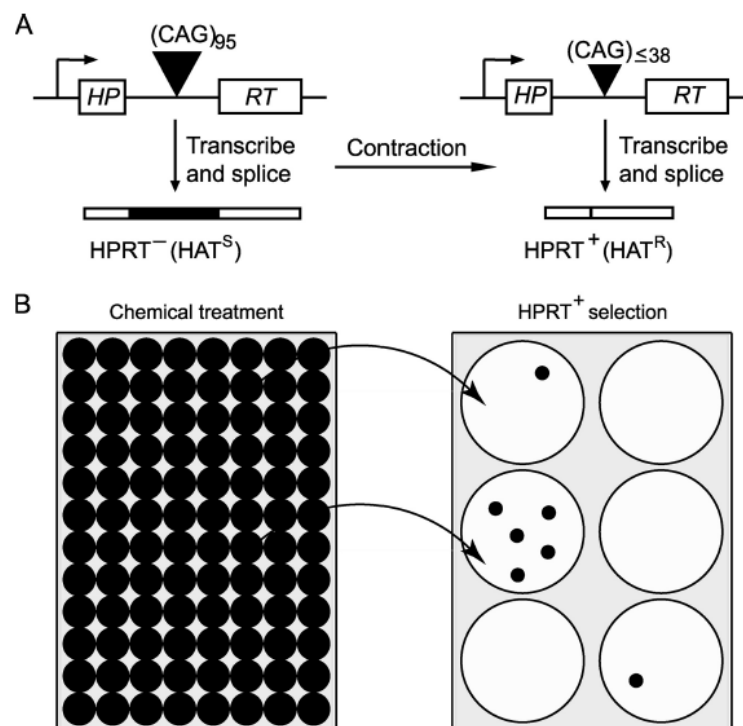 A
(CAG)95
(CAG)≤38
HP
RT
HP
RT
Transcribe
and splice
Contraction
Transcribe
and splice
HPRT⁻(HATˢ)
HPRT⁺(HATᴿ)
B
Chemical treatment
HPRT⁺ selection